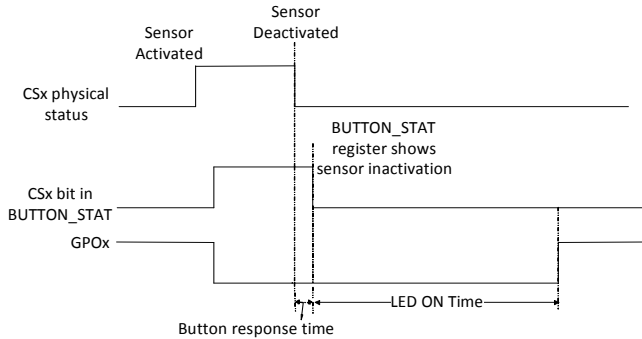 Sensor
Activated
Sensor
Deactivated
CSx physical
status
BUTTON_STAT
register shows
sensor inactivation
CSx bit in
BUTTON_STAT
GPOx
LED ON Time
Button response time